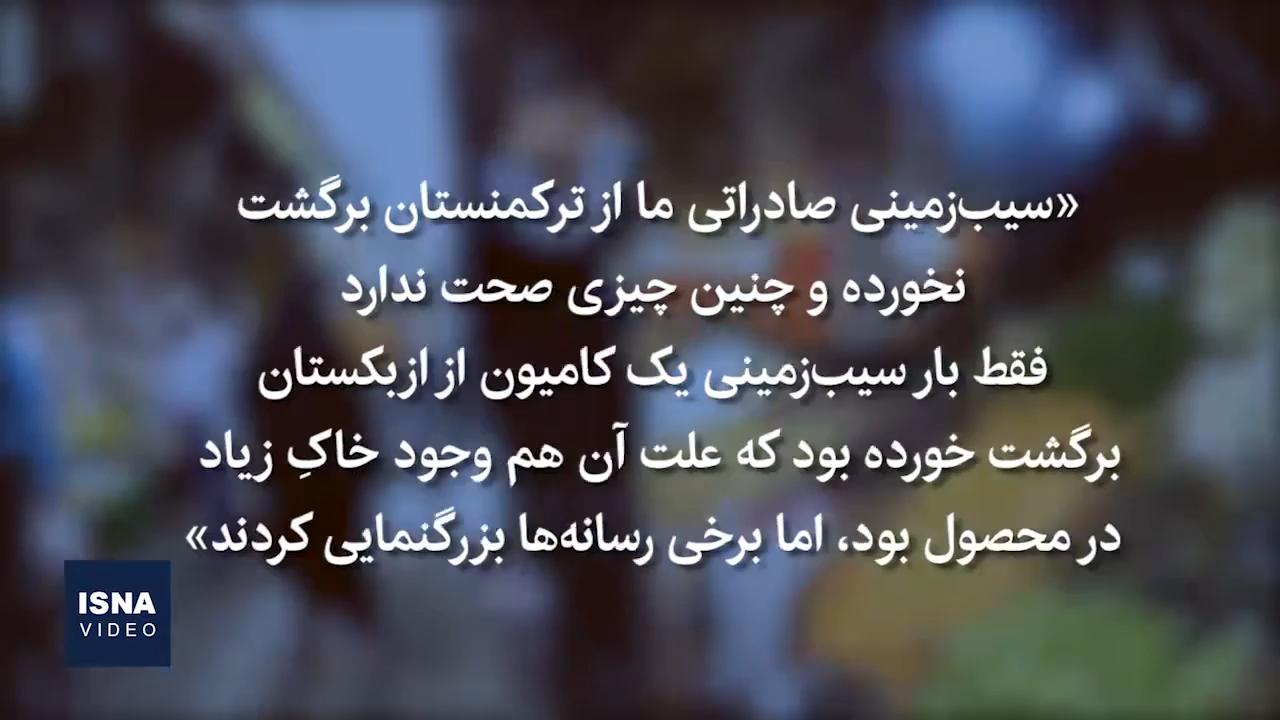 «سیب‌زمینی صادراتی ما از ترکمنستان برگشت
نخورده و چنین چیزی صحت ندارد
فقط بار سیب‌زمینی یک کامیون از ازبکستان
برگشت خورده بود که علت آن هم وجود خاکِ زیاد
در محصول بود، اما برخی رسانه‌ها بزرگنمایی کردند»
ISNA
VIDEO